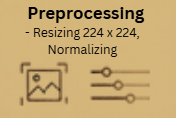 Preprocessing
- Resizing 224 x 224,
Normalizing